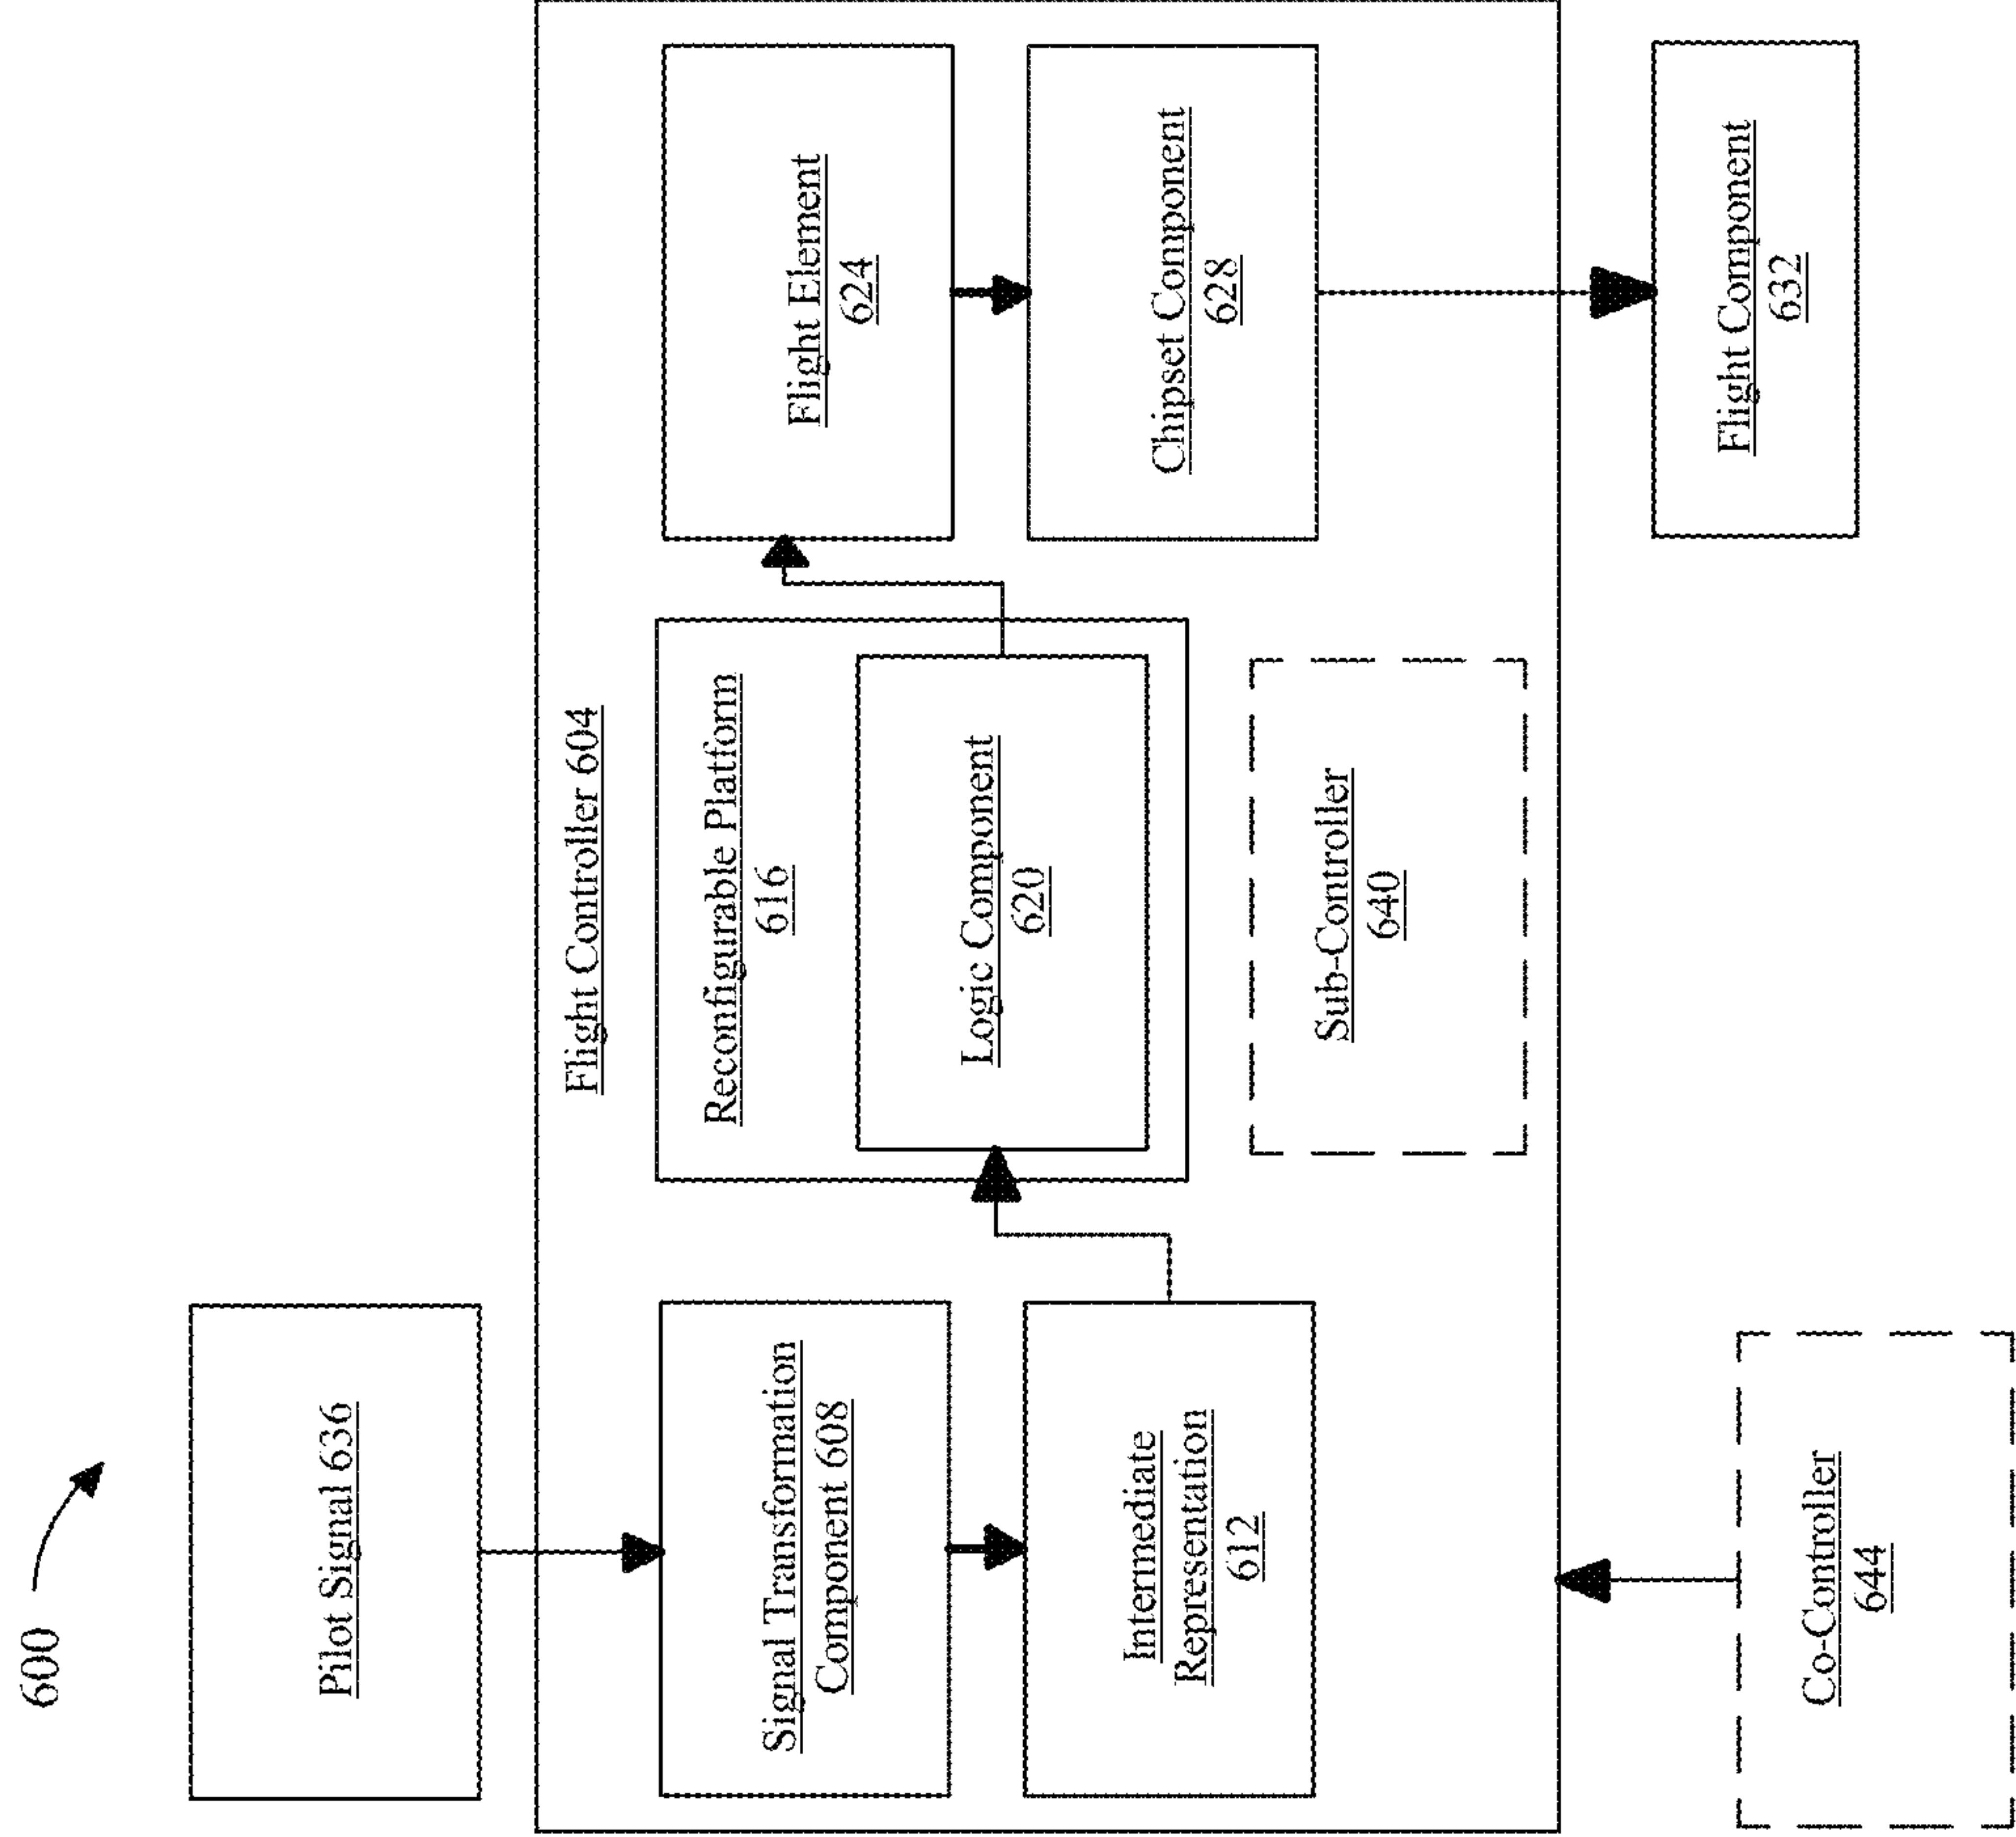 600
Pilot Signal 636
Flight Controller 604
Signal Transformation
Component 608
Intermediate
Representation
612
Reconfigurable Platform
616
Logic Component
620
Sub-Controller
640
Flight Element
624
Chipset Component
628
Co-Controller
644
Flight Component
632